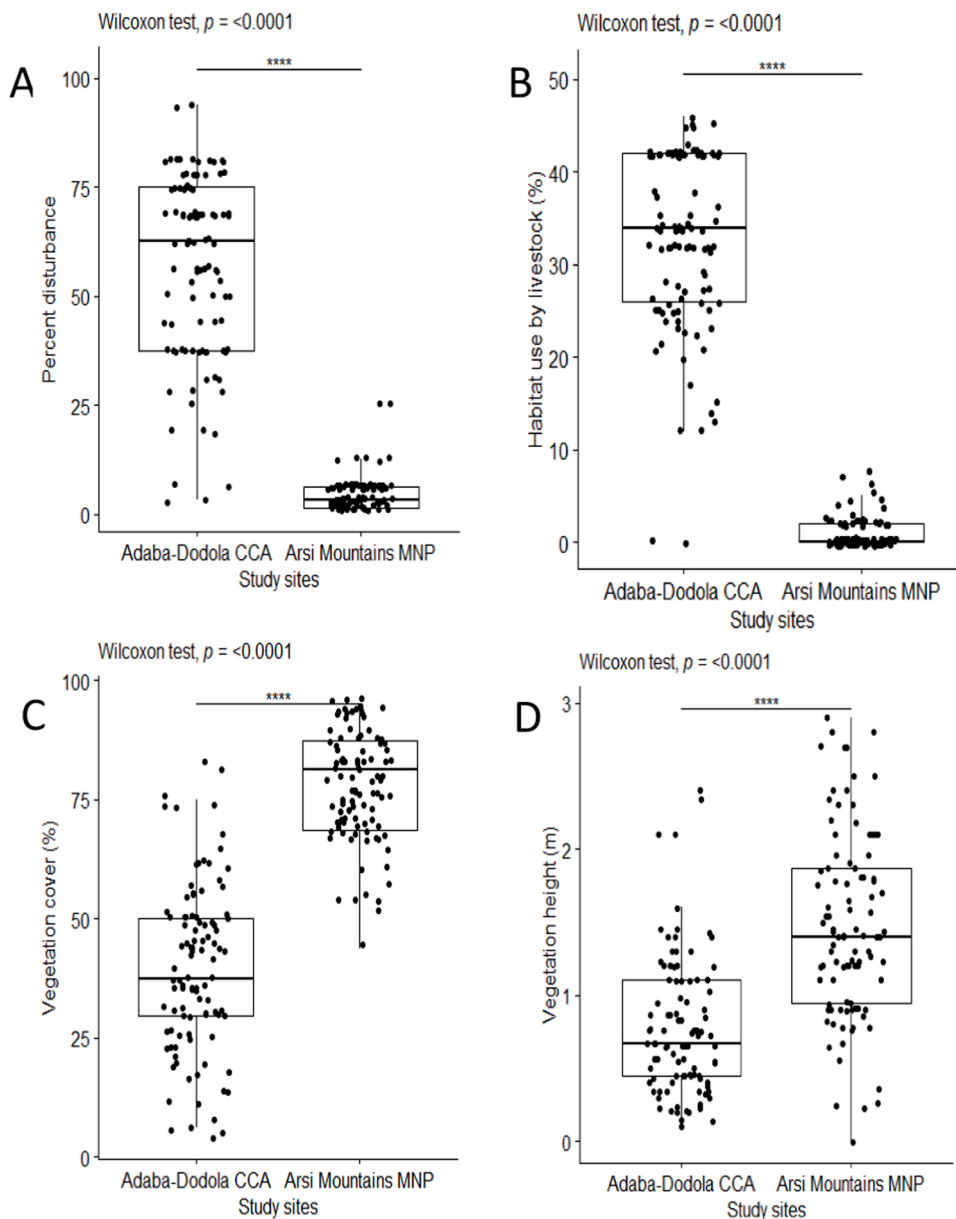 Wilcoxon test, p = <0.0001
A
****
100
75
50
25
0
Percent disturbance
Adaba-Dodola CCA Arsi Mountains MNP
Study sites
Wilcoxon test, p = <0.0001
B
****
50
40
30
20
10
0
Habitat use by livestock (%)
Adaba-Dodola CCA Arsi Mountains MNP
Study sites
Wilcoxon test, p = <0.0001
C
****
100
75
50
25
0
Vegetation cover (%)
Adaba-Dodola CCA Arsi Mountains MNP
Study sites
Wilcoxon test, p = <0.0001
D
****
3
2
1
0
Vegetation height (m)
Adaba-Dodola CCA Arsi Mountains MNP
Study sites